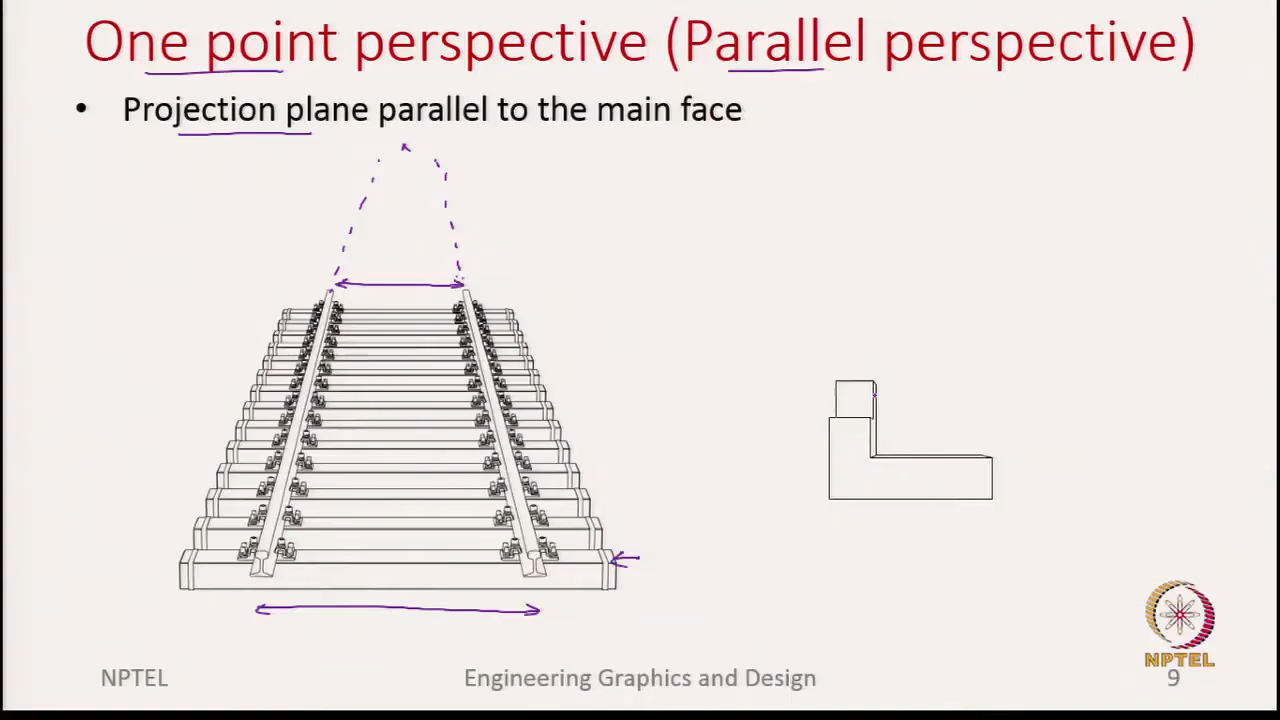 One point perspective (Parallel perspective)
• Projection plane parallel to the main face
NPTEL
NPTEL Engineering Graphics and Design 9